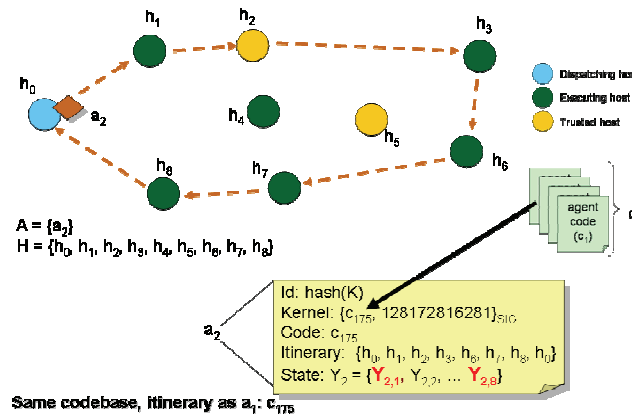 h1
h2
h3
h0
a2
h4
h5
h6
h7
h8
Dispatching ho
Executing host
Trusted host
agent
code
(c1)
A = {a2}
H = {h0, h1, h2, h3, h4, h5, h6, h7, h8}
a2
Id: hash(K)
Kernel: {c175, 128172816281}SIG
Code: c175
Itinerary: {h0, h1, h2, h3, h6, h7, h8, h0}
State: Y2 = {Y2,1, Y2,2, ... Y2,8}
Same codebase, itinerary as a1: c175